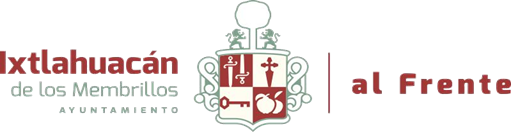 Ixtlahuacán
de los Membrillos
AYUNTAMIENTO
al Frente